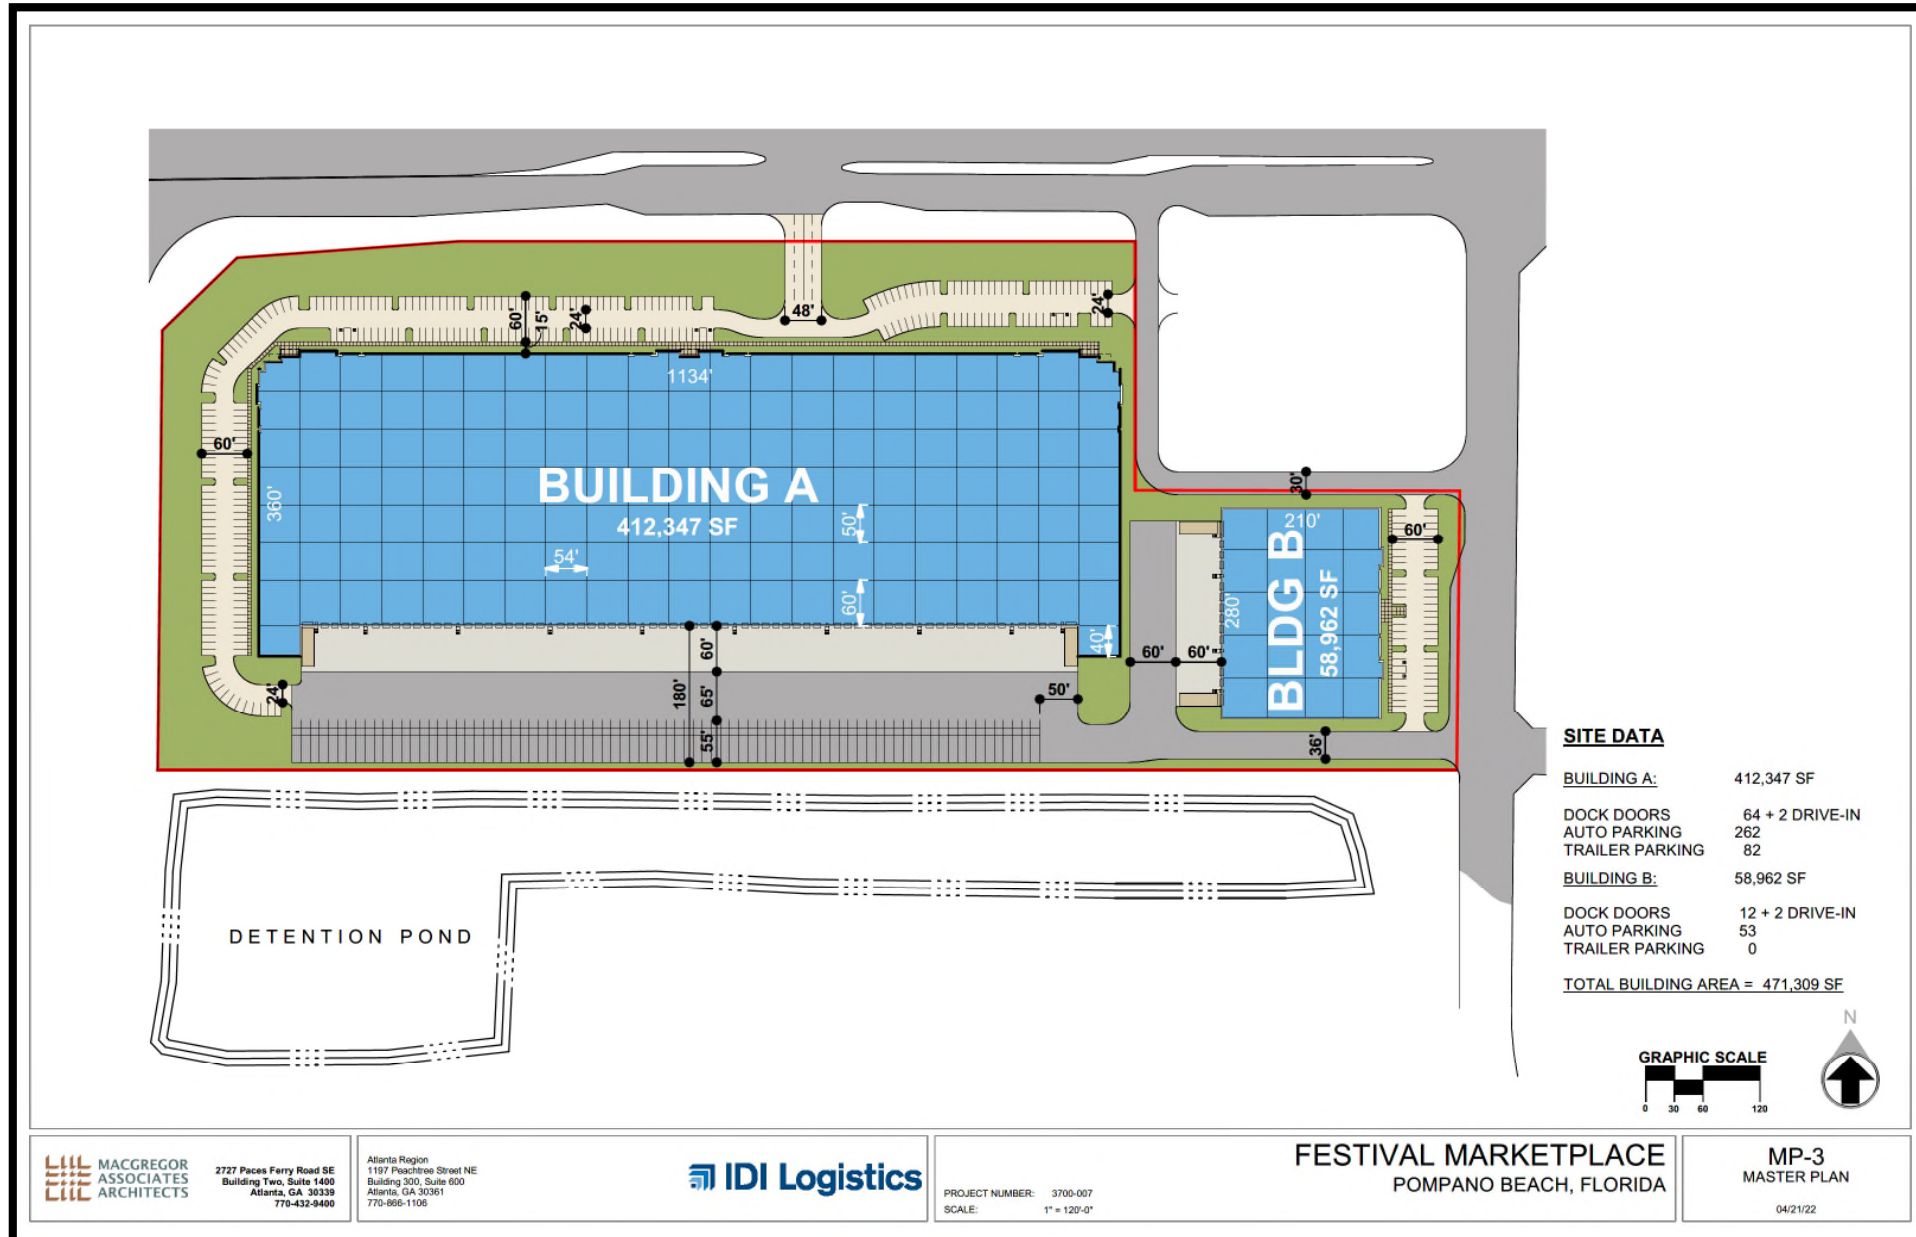 60'
15'
24'
48'
24'
1134'
60'
360'
BUILDING A
412,347 SF
50'
54'
60'
40'
30'
210'
60'
BLDG B
58,962 SF
280'
60'
60'
24'
60'
180'
65'
55'
50'
36'
DETENTION POND
SITE DATA
BUILDING A: 412,347 SF
DOCK DOORS 64 + 2 DRIVE-IN
AUTO PARKING 262
TRAILER PARKING 82
BUILDING B: 58,962 SF
DOCK DOORS 12 + 2 DRIVE-IN
AUTO PARKING 53
TRAILER PARKING 0
TOTAL BUILDING AREA = 471,309 SF
N
GRAPHIC SCALE
0 30 60 120
MACGREGOR
ASSOCIATES
ARCHITECTS
2727 Paces Ferry Road SE
Building Two, Suite 1400
Atlanta, GA 30339
770-432-9400
Atlanta Region
1197 Peachtree Street NE
Building 300, Suite 600
Atlanta, GA 30361
770-866-1106
IDI Logistics
PROJECT NUMBER: 3700-007
SCALE: 1" = 120'-0"
FESTIVAL MARKETPLACE
POMPANO BEACH, FLORIDA
MP-3
MASTER PLAN
04/21/22